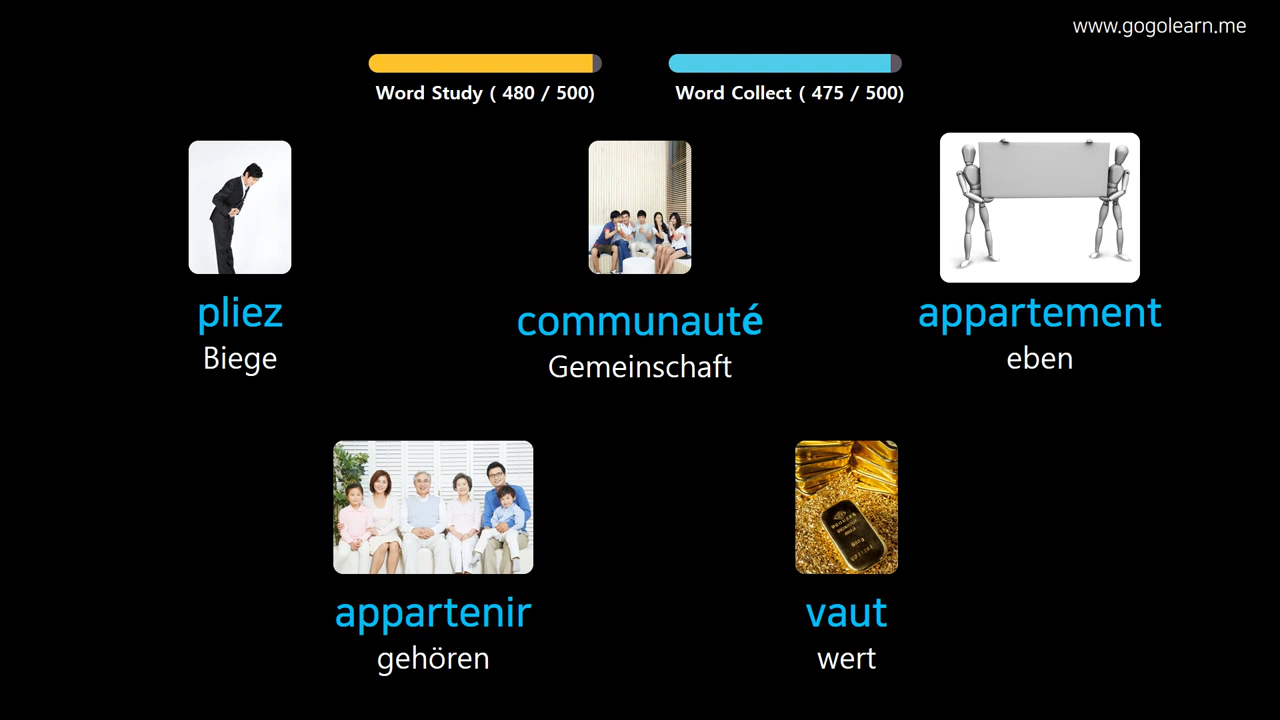 www.gogolearn.me
Word Study ( 480 / 500)
Word Collect ( 475 / 500)
pliez
Biege
communauté
Gemeinschaft
appartement
eben
appartenir
gehören
vaut
wert